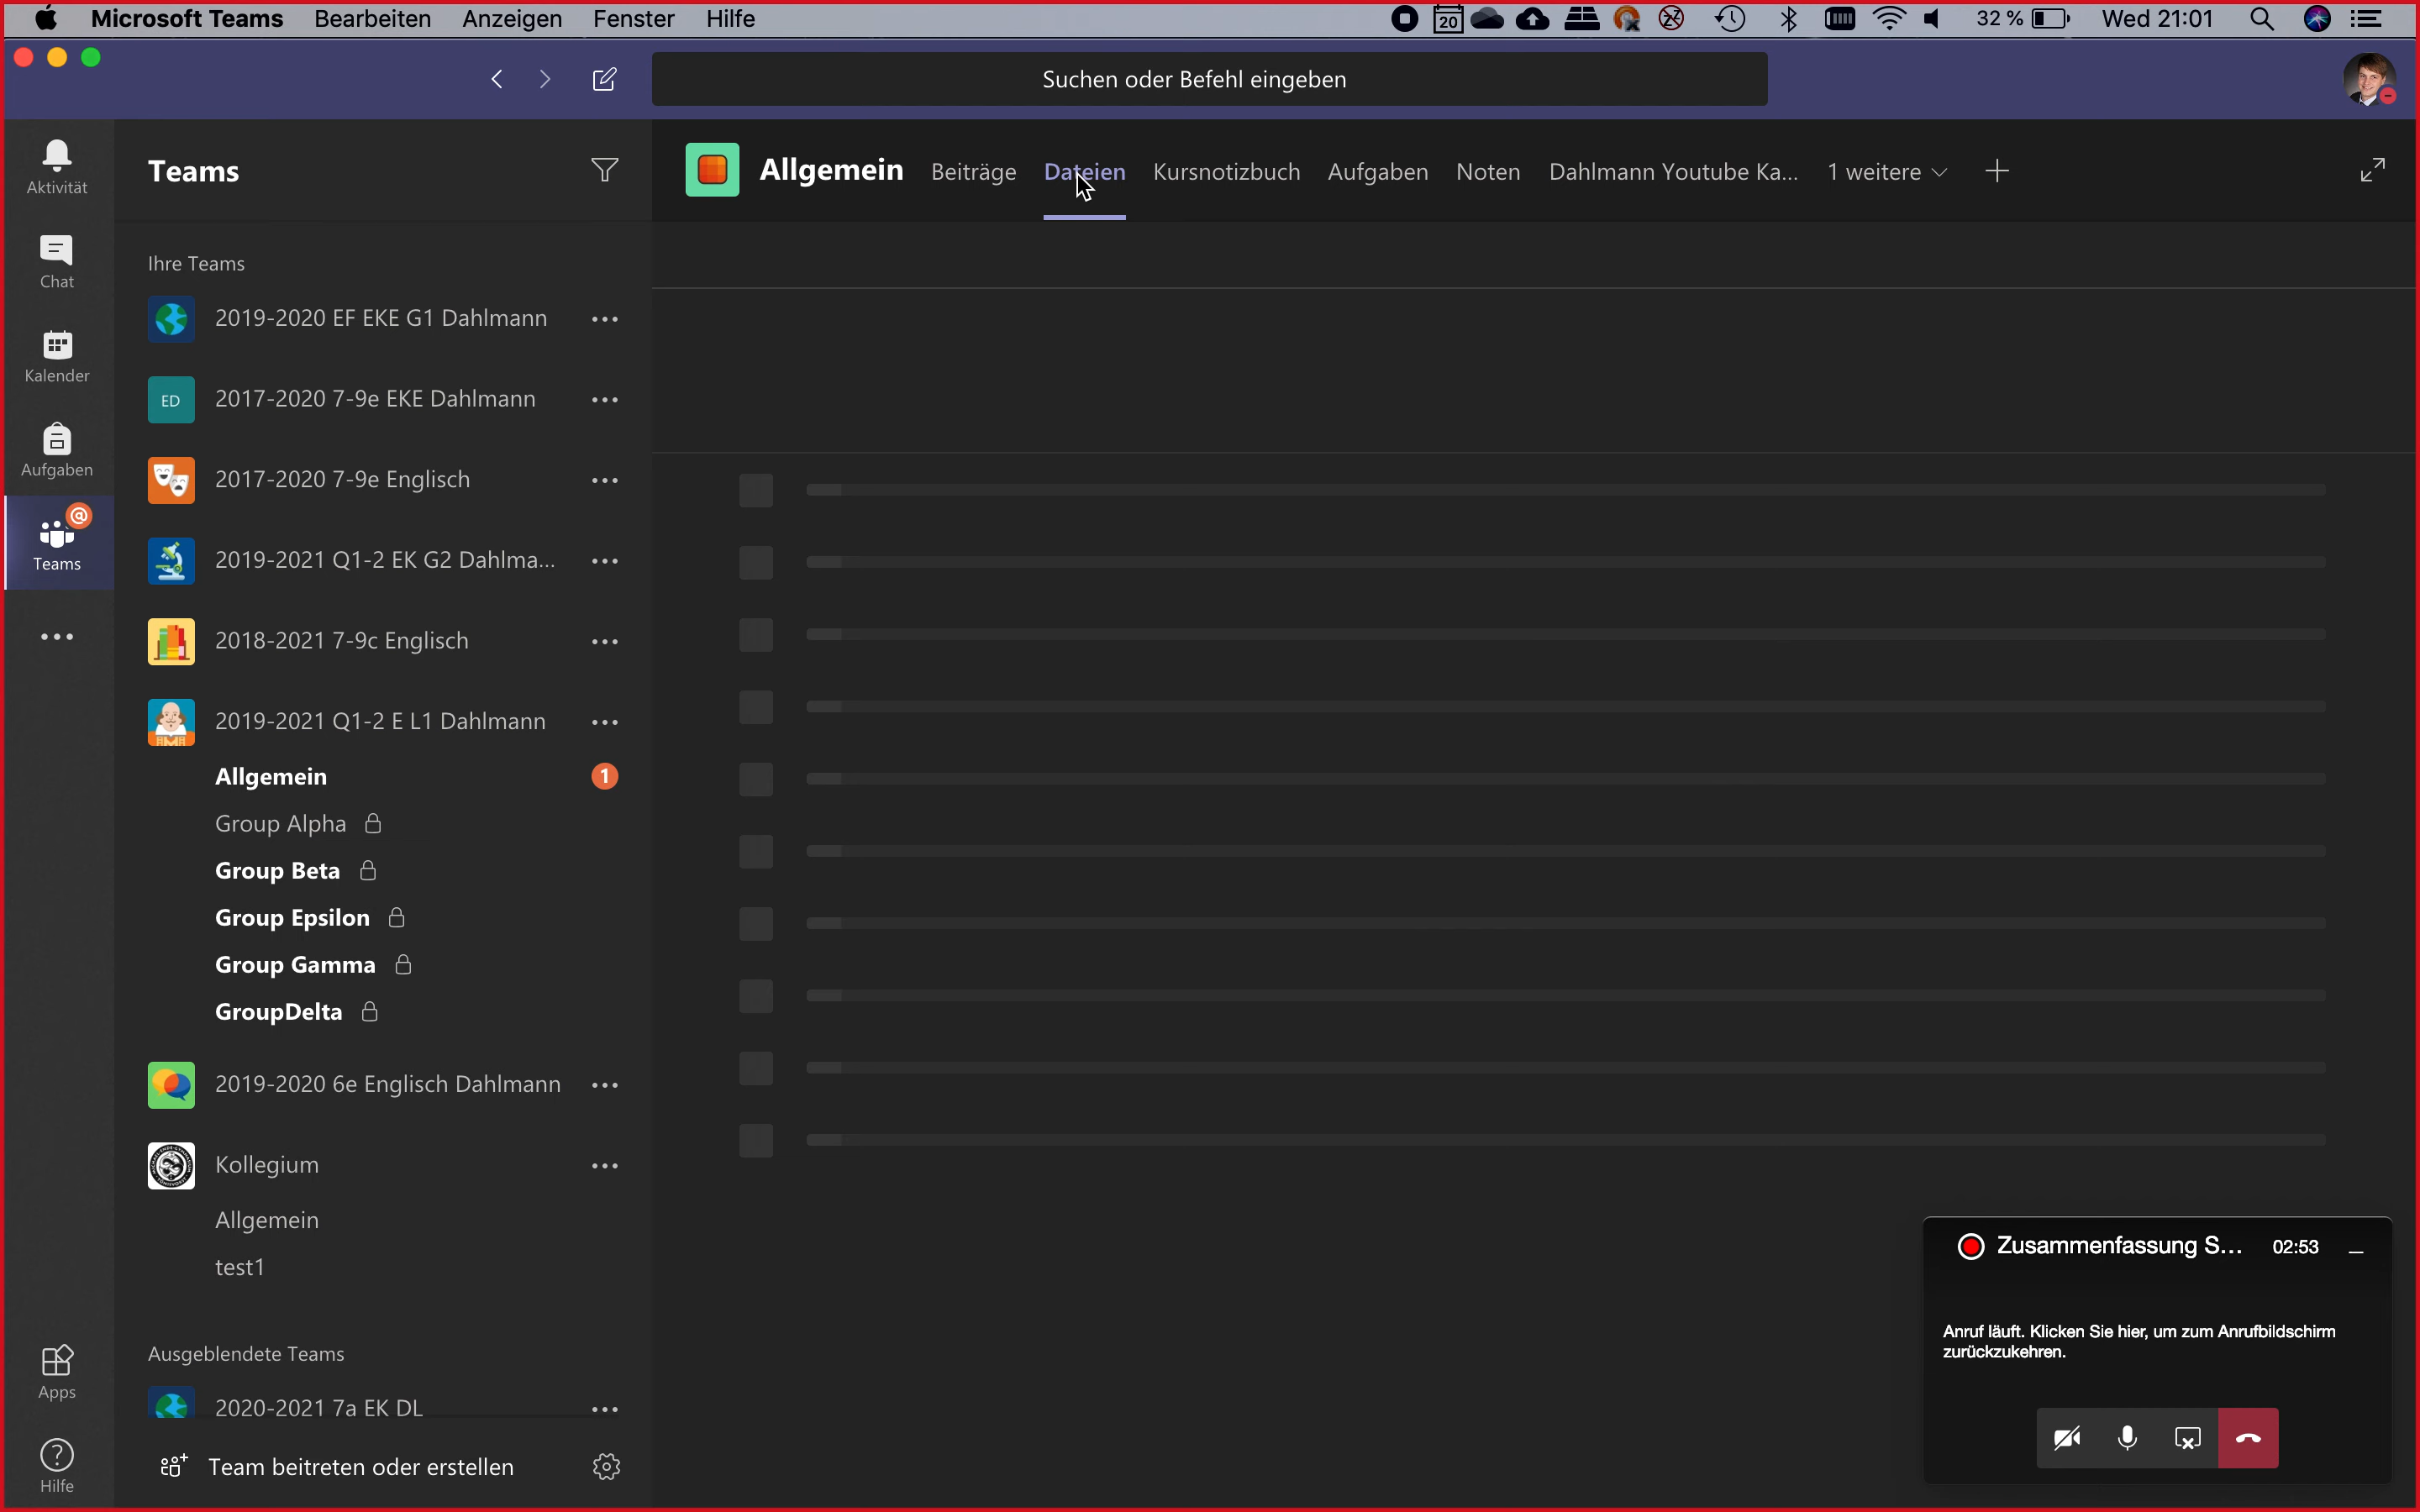 Microsoft Teams Bearbeiten Anzeigen Fenster Hilfe 20 32 % Wed 21:01
Suchen oder Befehl eingeben
Aktivität
Chat
Kalender
Aufgaben
@
Teams
Apps
Hilfe
Teams
Ihre Teams
2019-2020 EF EKE G1 Dahlmann
ED 2017-2020 7-9e EKE Dahlmann
2017-2020 7-9e Englisch
2019-2021 Q1-2 EK G2 Dahlma...
2018-2021 7-9c Englisch
2019-2021 Q1-2 E L1 Dahlmann
Allgemein 1
Group Alpha
Group Beta
Group Epsilon
Group Gamma
GroupDelta
2019-2020 6e Englisch Dahlmann
Kollegium
Allgemein
test1
Ausgeblendete Teams
2020-2021 7a EK DL
Team beitreten oder erstellen
Allgemein Beiträge Dateien Kursnotizbuch Aufgaben Noten Dahlmann Youtube Ka... 1 weitere
Zusammenfassung S... 02:53
Anruf läuft. Klicken Sie hier, um zum Anrufbildschirm
zurückzukehren.